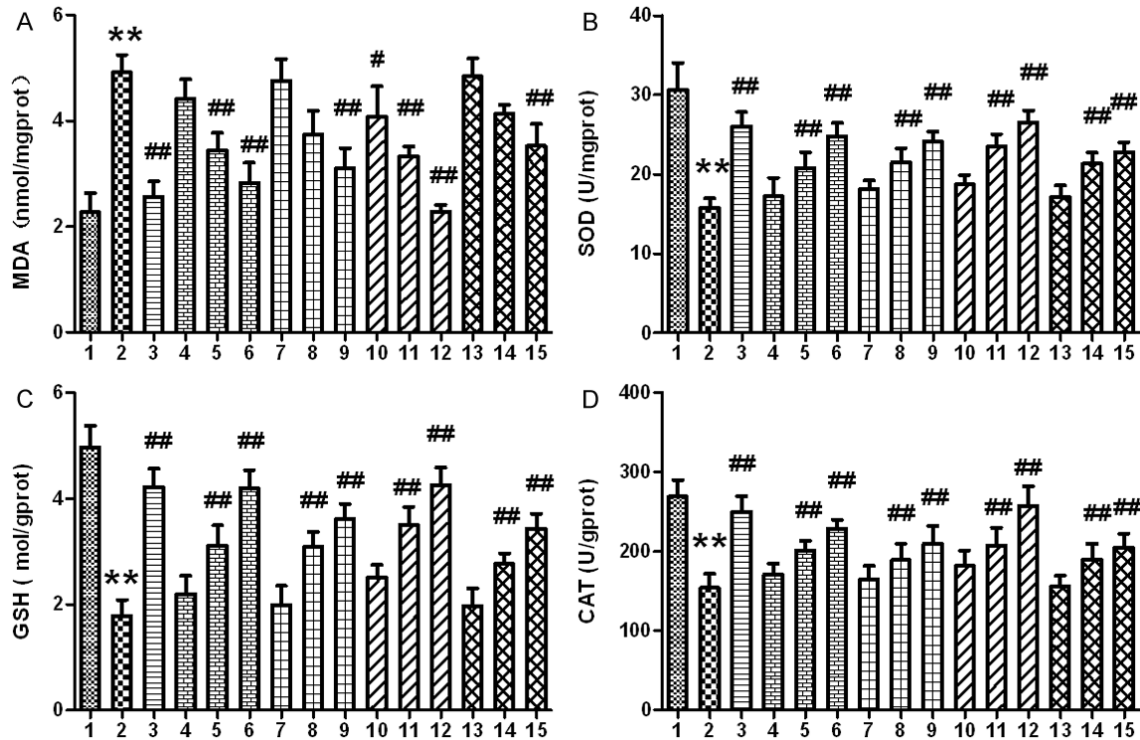 A
MDA (nmol/mgprot)
6
4
2
0
** ## ## ## ## # ## ## ##
1 2 3 4 5 6 7 8 9 10 11 12 13 14 15
B
SOD (U/mgprot)
40
30
20
10
0
** ## ## ## ## ## ## ## ## ##
1 2 3 4 5 6 7 8 9 10 11 12 13 14 15
C
GSH ( mol/gprot)
6
4
2
0
** ## ## ## ## ## ## ## ## ##
1 2 3 4 5 6 7 8 9 10 11 12 13 14 15
D
CAT (U/gprot)
400
300
200
100
0
** ## ## ## ## ## ## ## ## ##
1 2 3 4 5 6 7 8 9 10 11 12 13 14 15